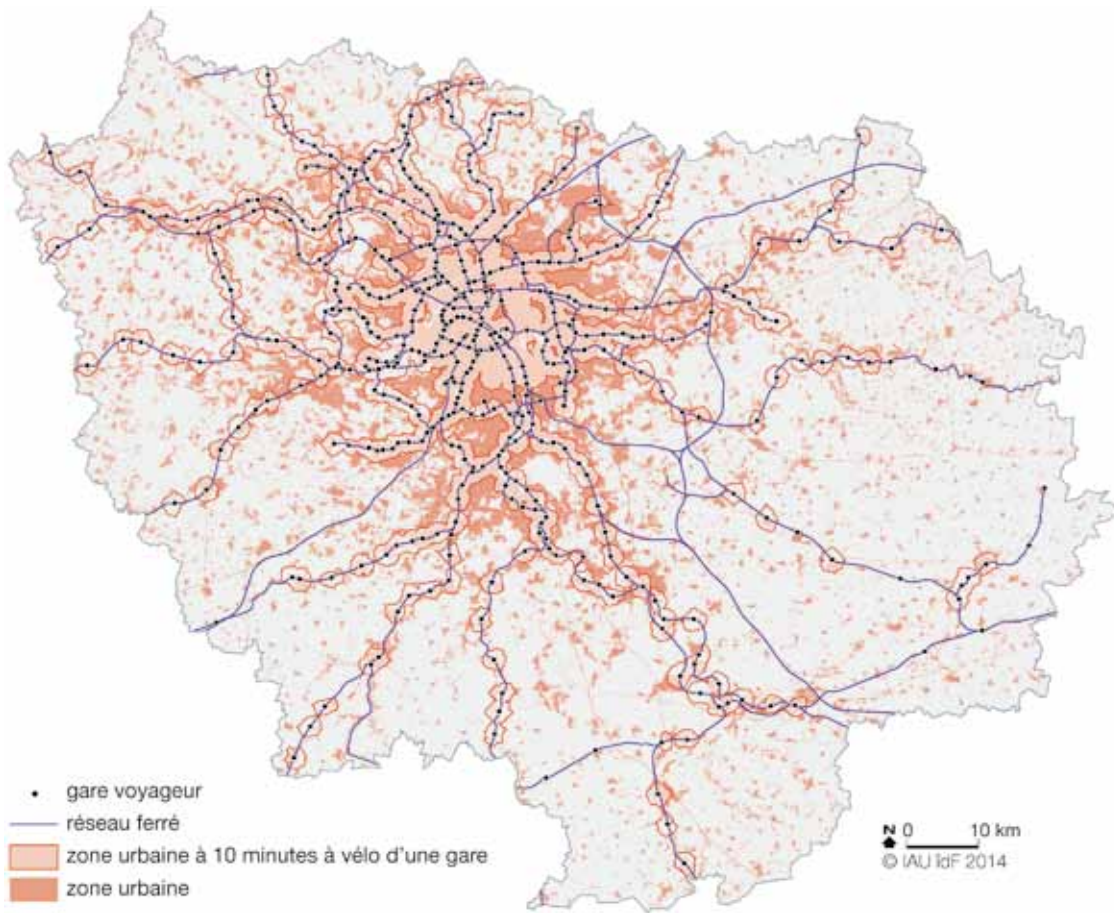 gare voyageur
réseau ferré
zone urbaine à 10 minutes à vélo d'une gare
zone urbaine
N 0 10 km
© IAU îdF 2014